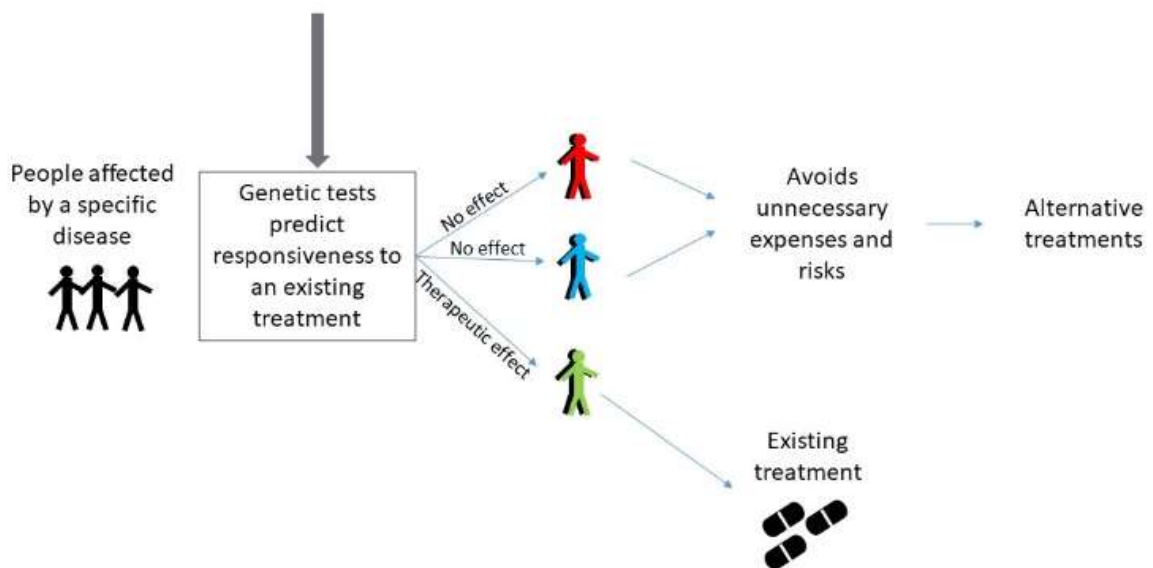 People affected
by a specific
disease
Genetic tests
predict
responsiveness to
an existing
treatment
No effect
No effect
Therapeutic effect
Avoids
unnecessary
expenses and
risks
Alternative
treatments
Existing
treatment